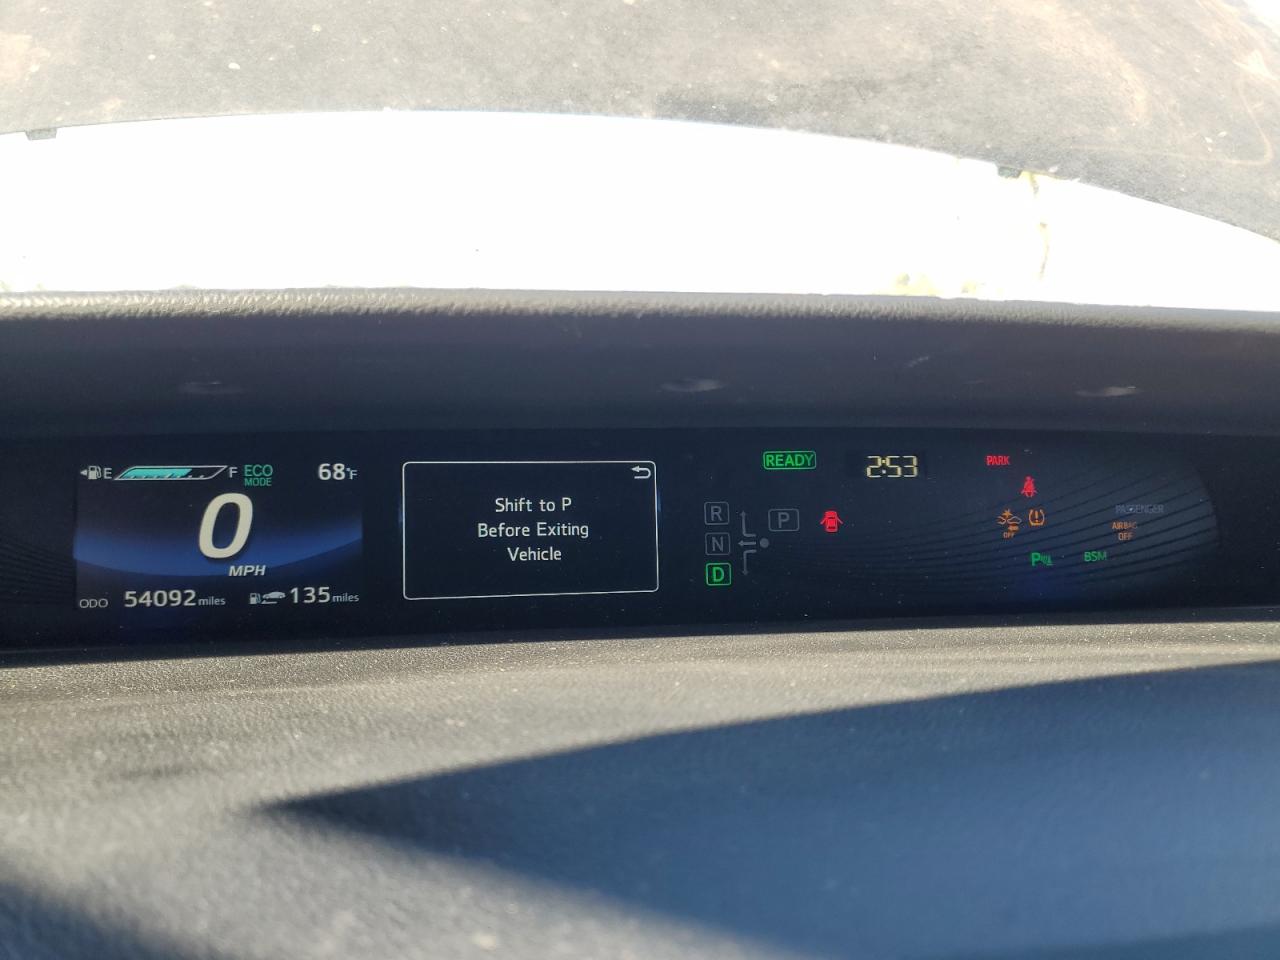 E F ECO
MODE
68°F
0
MPH
ODO 54092 miles 135 miles
Shift to P
Before Exiting
Vehicle
READY
2:53
R
N
D
P
PARK
OFF
PASSENGER
AIRBAG
OFF
P
BSM